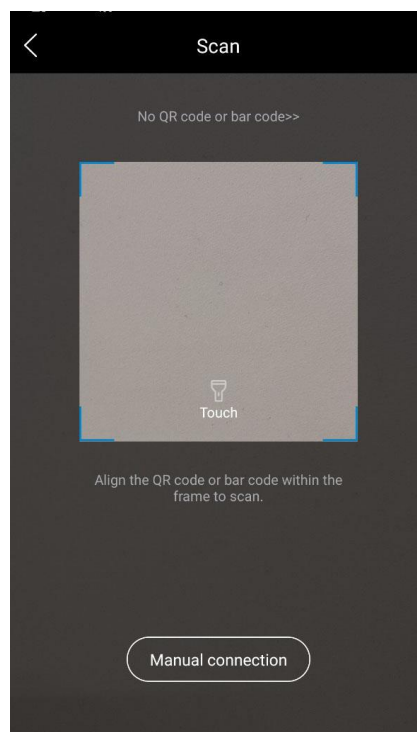 Scan
No QR code or bar code>>
Touch
Align the QR code or bar code within the
frame to scan.
Manual connection